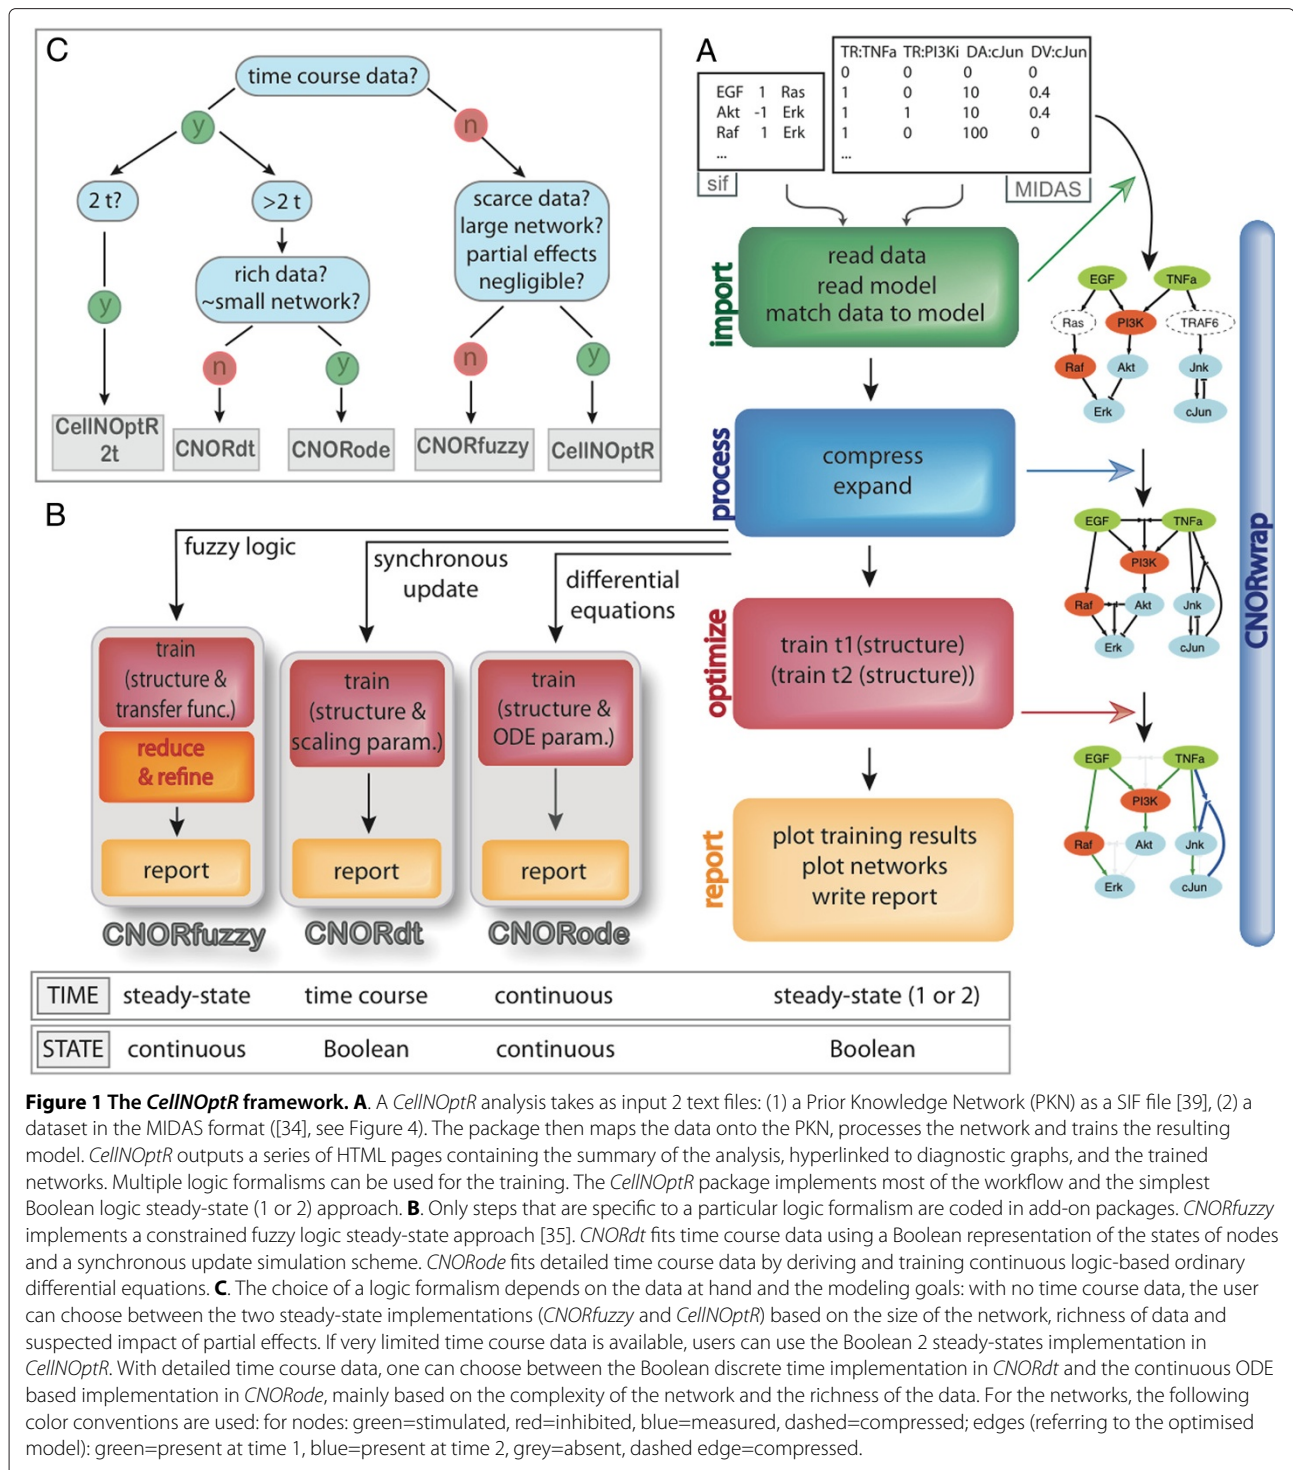 C
time course data?
y
n
2 t?
>2 t
scarce data?
large network?
partial effects
negligible?
rich data?
~small network?
y
n
y
n
y
CellNOptR
2t
CNORdt
CNORode
CNORfuzzy
CellNOptR
A
EGF 1 Ras
Akt -1 Erk
Raf 1 Erk
...
sif
TR:TNFa TR:PI3Ki DA:cJun DV:cJun
0 0 0 0
1 0 10 0.4
1 1 10 0.4
1 0 100 0
...
MIDAS
import
read data
read model
match data to model
process
compress
expand
optimize
train t1(structure)
(train t2 (structure))
report
plot training results
plot networks
write report
EGF TNFa
Ras PI3K TRAF6
Raf Akt Jnk
Erk cJun
EGF TNFa
PI3K
Raf Akt Jnk
Erk cJun
EGF TNFa
PI3K
Raf Akt Jnk
Erk cJun
CNORwrap
B
fuzzy logic
synchronous
update
differential
equations
train
(structure &
transfer func.)
reduce
& refine
report
CNORfuzzy
train
(structure &
scaling param.)
report
CNORdt
train
(structure &
ODE param.)
report
CNORode
TIME steady-state time course continuous steady-state (1 or 2)
STATE continuous Boolean continuous Boolean
Figure 1 The CellNOptR framework. A. A CellNOptR analysis takes as input 2 text files: (1) a Prior Knowledge Network (PKN) as a SIF file [39], (2) a
dataset in the MIDAS format ([34], see Figure 4). The package then maps the data onto the PKN, processes the network and trains the resulting
model. CellNOptR outputs a series of HTML pages containing the summary of the analysis, hyperlinked to diagnostic graphs, and the trained
networks. Multiple logic formalisms can be used for the training. The CellNOptR package implements most of the workflow and the simplest
Boolean logic steady-state (1 or 2) approach. B. Only steps that are specific to a particular logic formalism are coded in add-on packages. CNORfuzzy
implements a constrained fuzzy logic steady-state approach [35]. CNORdt fits time course data using a Boolean representation of the states of nodes
and a synchronous update simulation scheme. CNORode fits detailed time course data by deriving and training continuous logic-based ordinary
differential equations. C. The choice of a logic formalism depends on the data at hand and the modeling goals: with no time course data, the user
can choose between the two steady-state implementations (CNORfuzzy and CellNOptR) based on the size of the network, richness of data and
suspected impact of partial effects. If very limited time course data is available, users can use the Boolean 2 steady-states implementation in
CellNOptR. With detailed time course data, one can choose between the Boolean discrete time implementation in CNORdt and the continuous ODE
based implementation in CNORode, mainly based on the complexity of the network and the richness of the data. For the networks, the following
color conventions are used: for nodes: green=stimulated, red=inhibited, blue=measured, dashed=compressed; edges (referring to the optimised
model): green=present at time 1, blue=present at time 2, grey=absent, dashed edge=compressed.